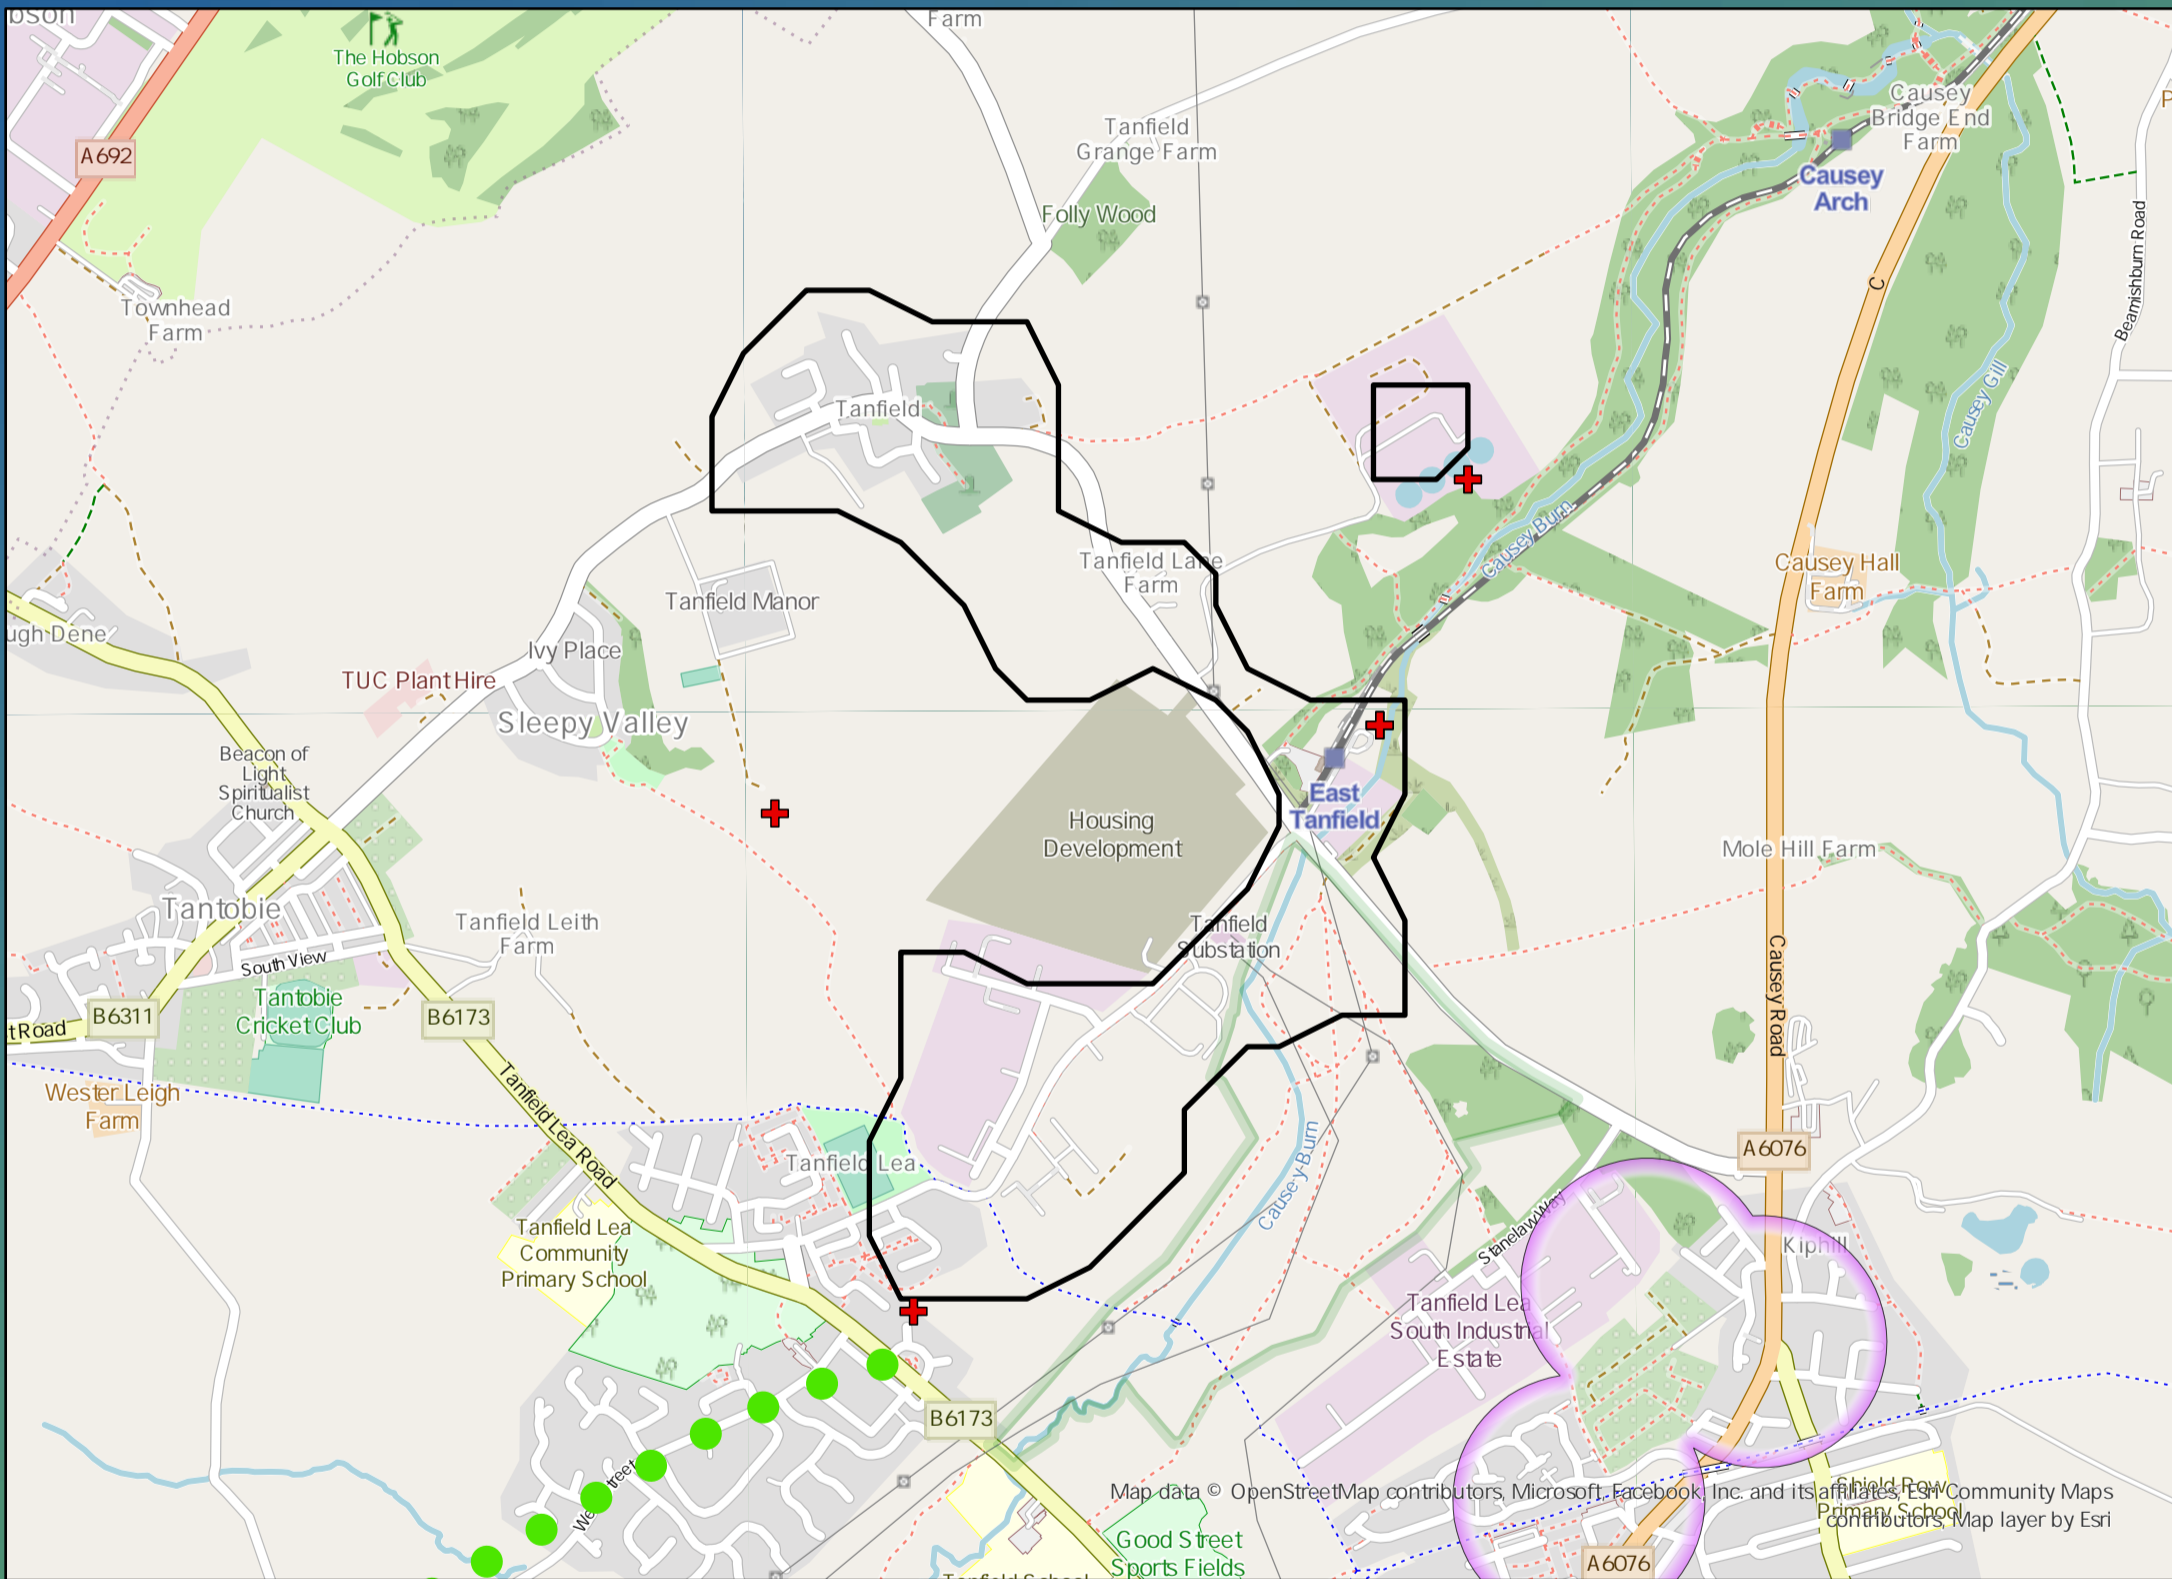 bson
The Hobson
Golf Club
Farm
A692
Tanfield
Grange Farm
Folly Wood
Causey
Bridge End
Farm
Causey
Arch
C
P
Beamishburn Road
Townhead
Farm
Causey Gill
Tanfield
Causey Burn
Tanfield Lane
Farm
Causey Hall
Farm
Tanfield Manor
ugh Dene
Ivy Place
TUC Plant Hire
Sleepy Valley
Beacon of
Light
Spiritualist
Church
East
Tanfield
Housing
Development
Mole Hill Farm
Tantobie
Tanfield Leith
Farm
Tanfield
Substation
South View
Tantobie
Cricket Club
B6311
B6173
t Road
Causey Road
Wester Leigh
Farm
Tanfield Lea Road
Tanfield Lea
Causey Burn
A6076
Stanelaw Way
Kiphill
Tanfield Lea
Community
Primary School
Tanfield Lea
South Industrial
Estate
B6173
We treet
Map data © OpenStreetMap contributors, Microsoft, Facebook, Inc. and its affiliates, Esri Community Maps
contributors, Map layer by Esri
Shield Row
Primary School
Good Street
Sports Fields
A6076
Tanfield School